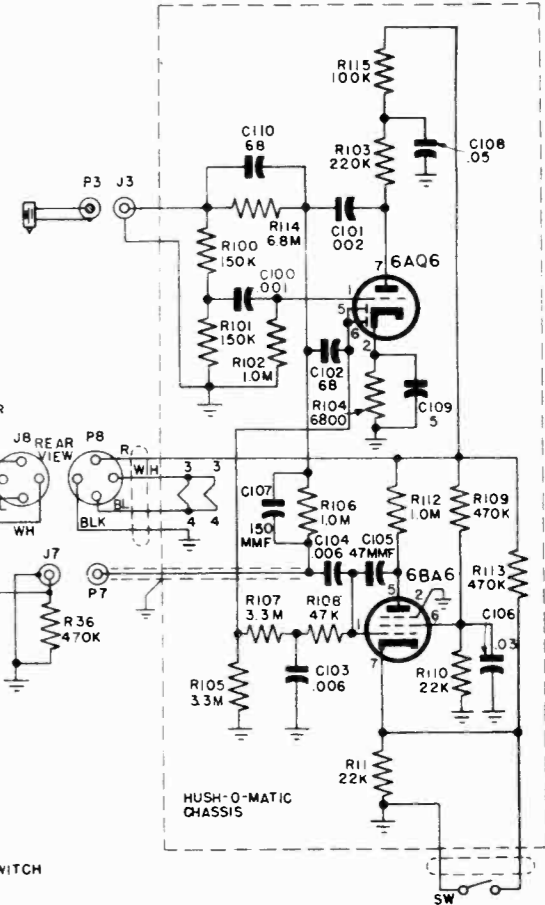 R115
100K
C110
68
R103
220K
C108
.05
P3
J3
R114
6.8M
C101
002
R100
150K
C100
.001
7
6AQ6
1
5
6
2
R101
150K
R102
1.0M
C102
68
R104
6800
C109
5
R
J8
REAR
VIEW
P8
R
WH
3
3
BL
4
4
BLK
WH
C107
150
MMF
R106
1.0M
R112
1.0M
R109
470K
C104
.006
C105
47MMF
R113
470K
J7
P7
6BA6
5
2
6
C106
.03
R107
3.3M
R108
47K
1
7
R36
470K
R105
3.3M
C103
.006
R110
22K
R11
22K
HUSH-O-MATIC
CHASSIS
WITCH
SW